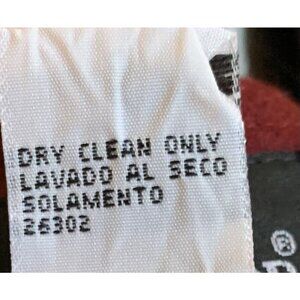 DRY CLEAN ONLY
LAVADO AL SECO
SOLAMENTO
26302
®